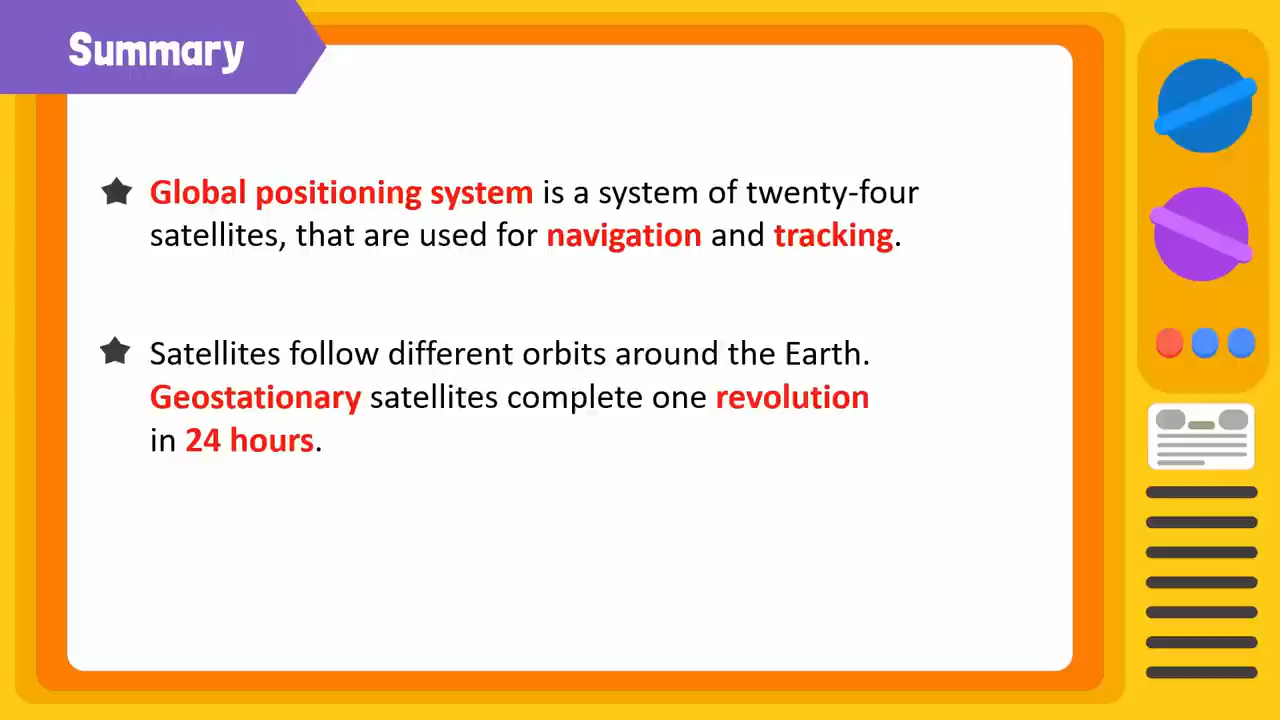 Summary
Global positioning system is a system of twenty-four
satellites, that are used for navigation and tracking.
Satellites follow different orbits around the Earth.
Geostationary satellites complete one revolution
in 24 hours.